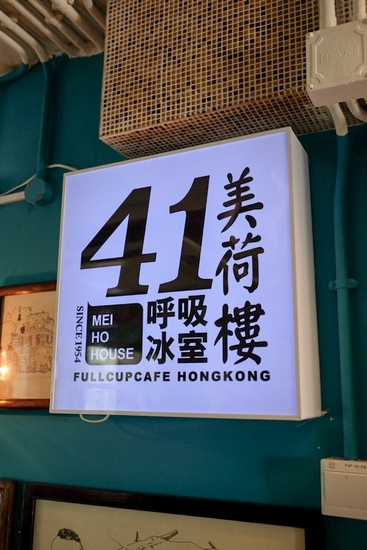 41
美荷樓
呼吸
冰室
MEI
HO
HOUSE
SINCE.1954
FULLCUPCAFE HONGKONG